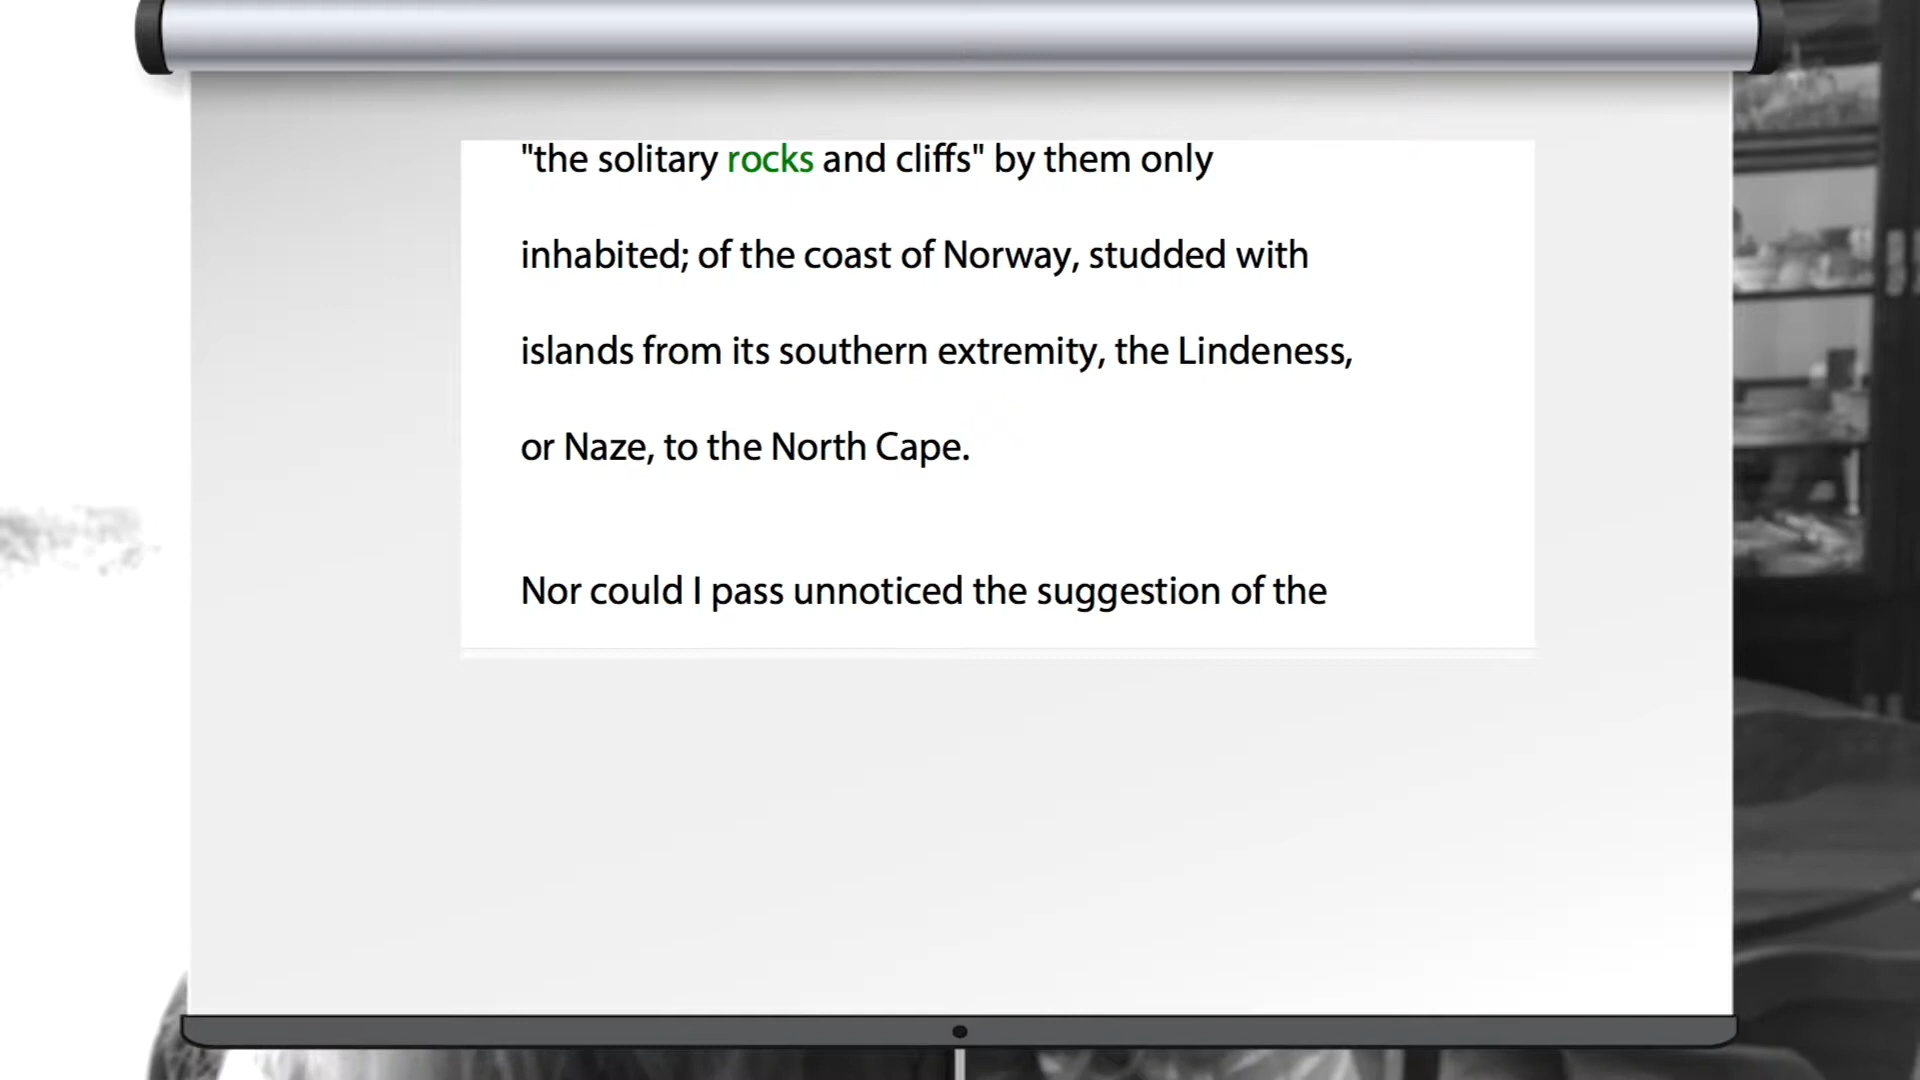 "the solitary rocks and cliffs" by them only
inhabited; of the coast of Norway, studded with
islands from its southern extremity, the Lindeness,
or Naze, to the North Cape.
Nor could I pass unnoticed the suggestion of the